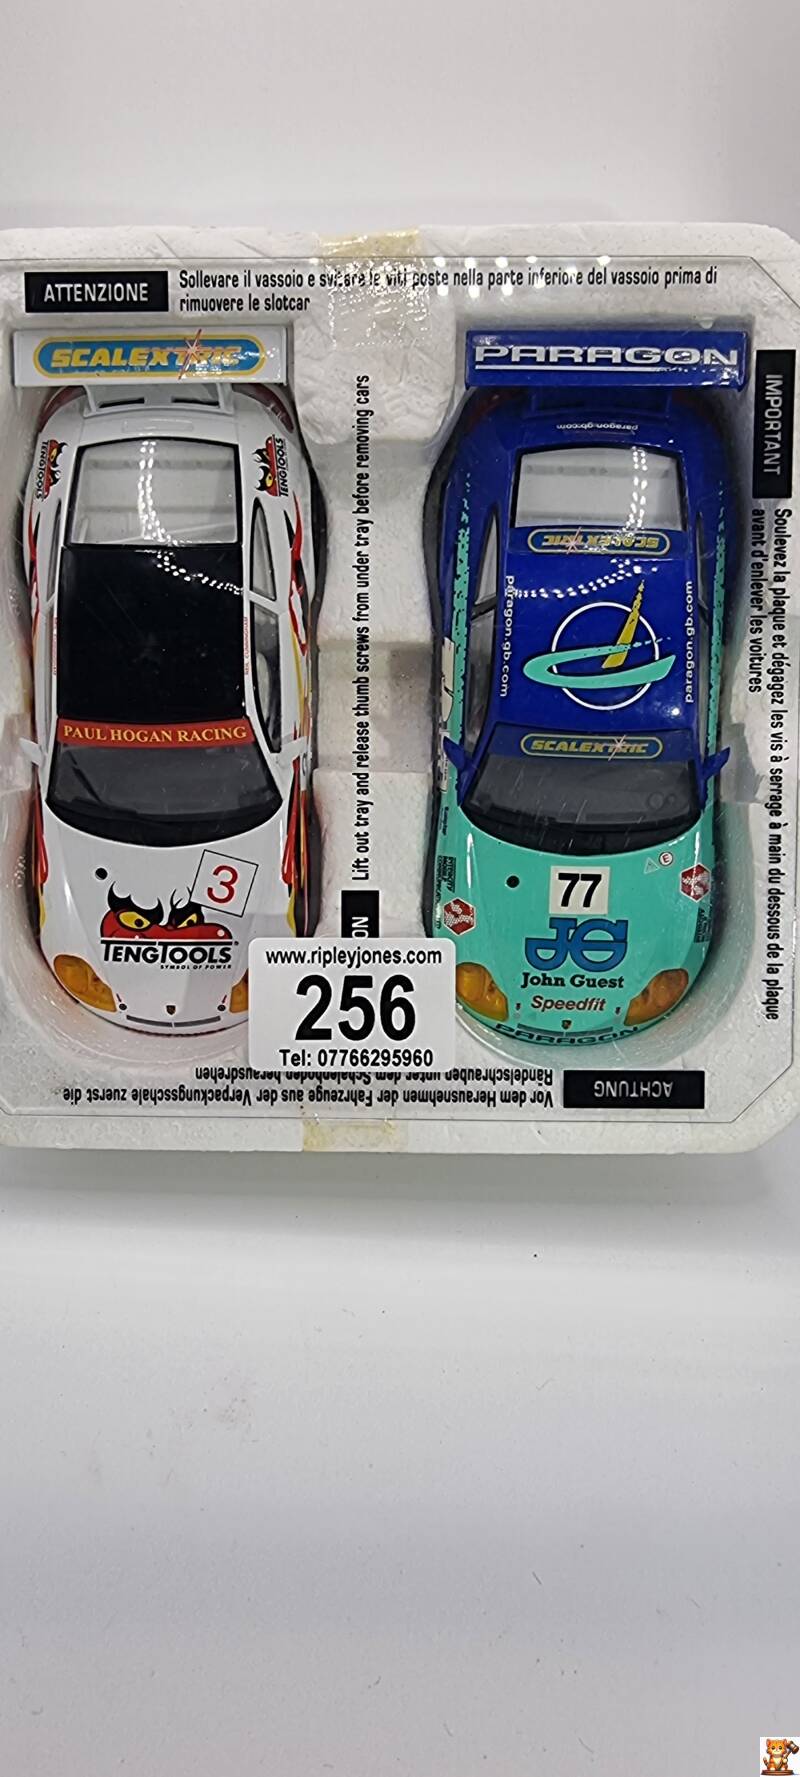 ATTENZIONE
Sollevare il vassoio e svitare le viti poste nella parte inferiore del vassoio prima di
rimuovere le slotcar
SCALEXTRIC
PARAGON
IMPORTANT
Soulevez la plaque et dégagez les vis à serrage à main du dessous de la plaque
avant d'enlever les voitures
Lift out tray and release thumb screws from under tray before removing cars
ON
paragon.gb.com
TENGTOOLS
TENGTOOLS
SCALEXTRIC
paragon.gb.com
paragon.gb.com
PAUL HOGAN RACING
SCALEXTRIC
3
77
TENGTOOLS
SYMBOL OF POWER
JG
John Guest
Speedfit
PARAGON
www.ripleyjones.com
256
Tel: 07766295960
ACHTUNG
Vor dem Herausnehmen der Fahrzeuge aus der Verpackungsschale zuerst die
Rändelschrauben unter dem Schalenboden herausdrehen